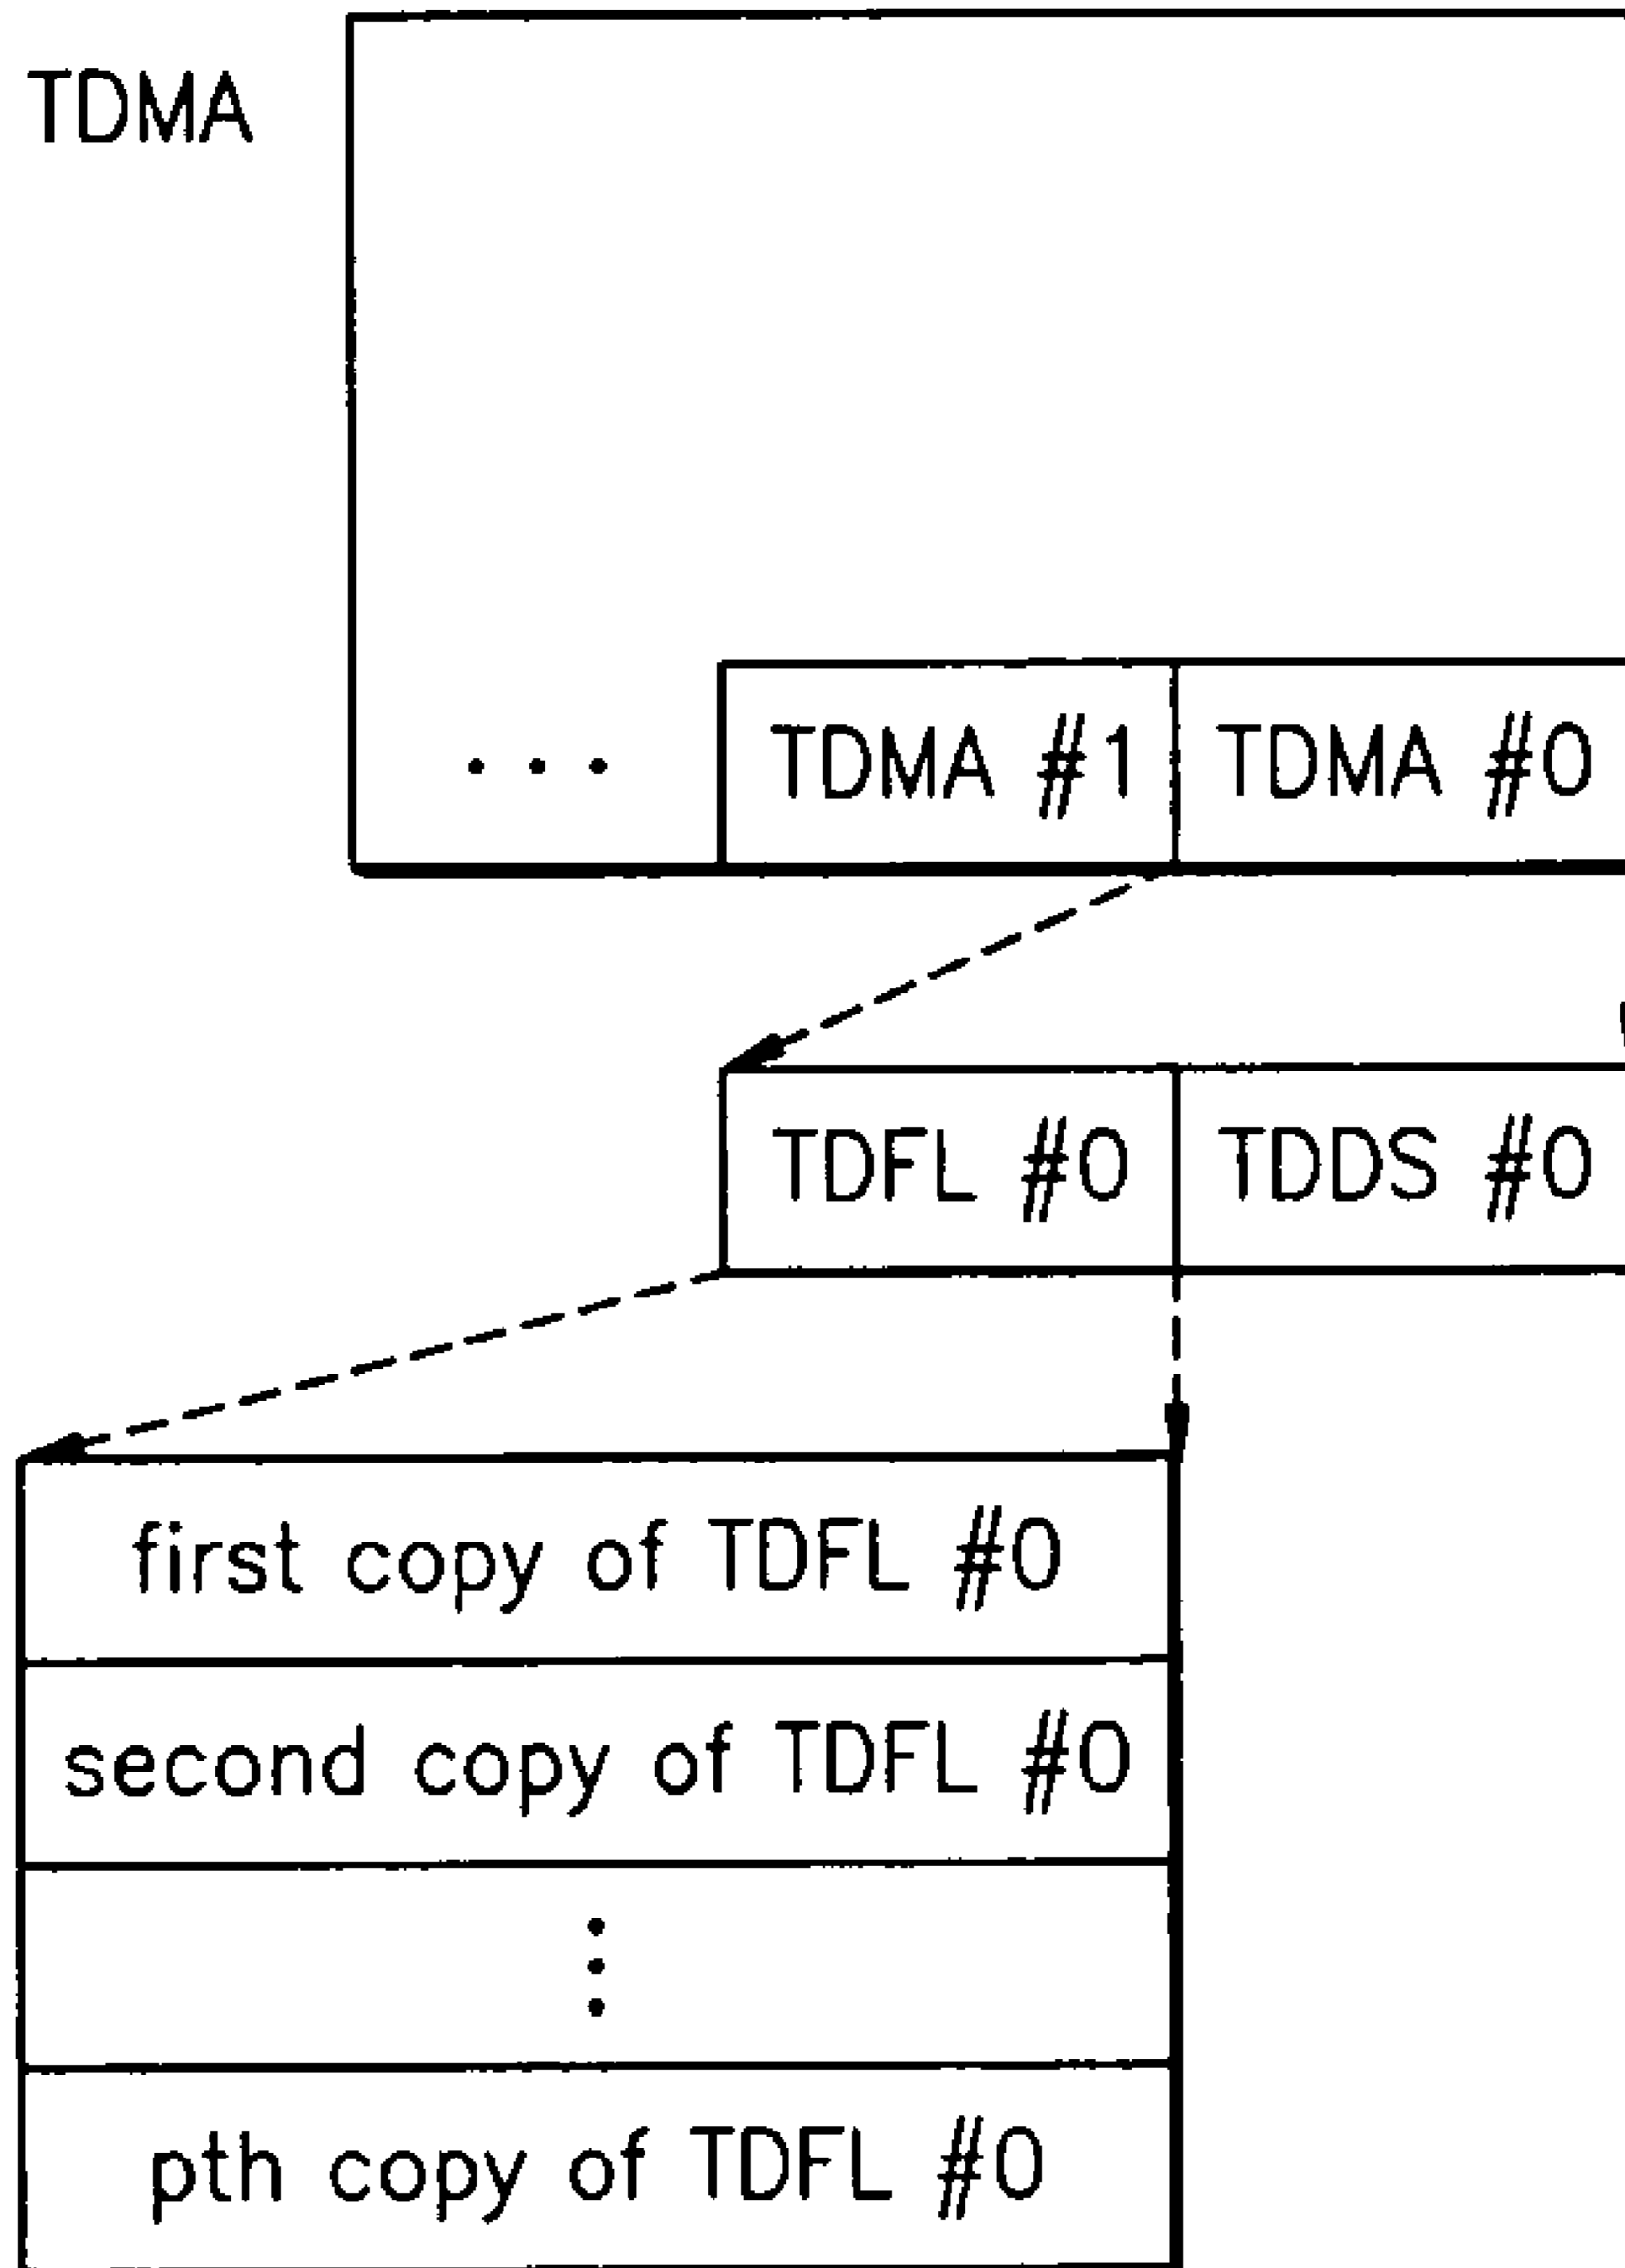 TDMA
... TDMA #1 TDMA #0
TDFL #0 TDDS #0
first copy of TDFL #0
second copy of TDFL #0
⋮
pth copy of TDFL #0